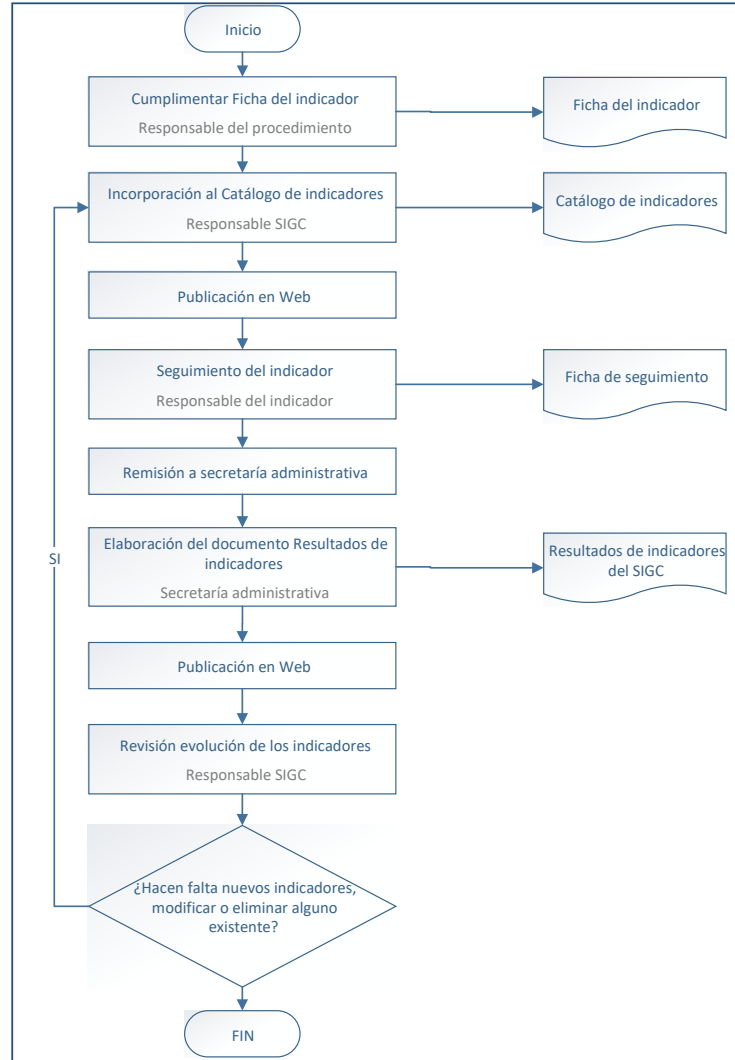 Inicio
Cumplimentar Ficha del indicador
Responsable del procedimiento
Ficha del indicador
Incorporación al Catálogo de indicadores
Responsable SIGC
Catálogo de indicadores
Publicación en Web
Seguimiento del indicador
Responsable del indicador
Ficha de seguimiento
Remisión a secretaría administrativa
Elaboración del documento Resultados de
indicadores
Secretaría administrativa
Resultados de indicadores
del SIGC
SI
Publicación en Web
Revisión evolución de los indicadores
Responsable SIGC
¿Hacen falta nuevos indicadores,
modificar o eliminar alguno
existente?
FIN